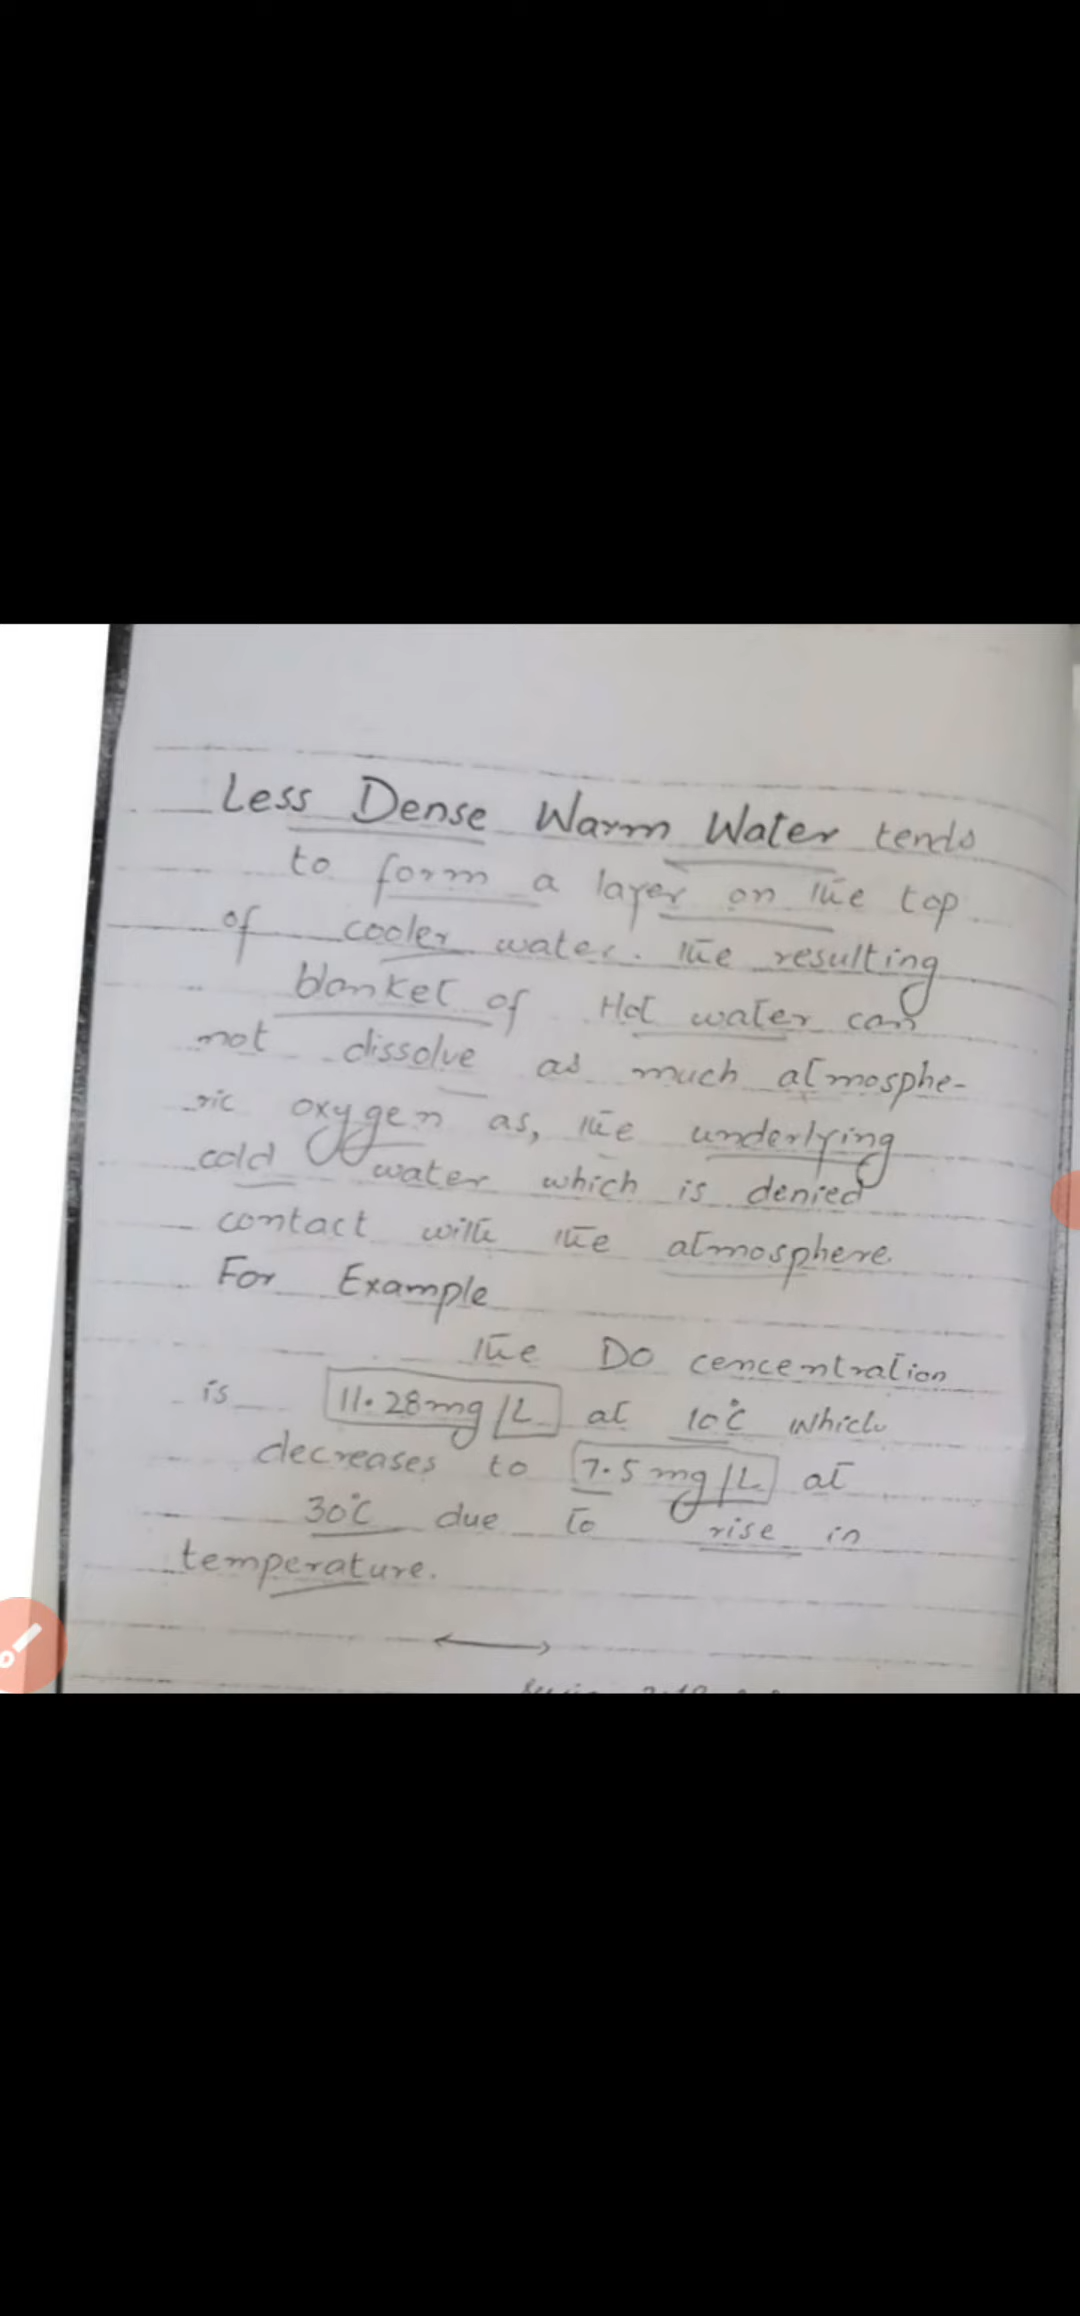 Less Dense Warm Water tends
to form a layer on the top
of cooler water. the resulting
blanket of Hot water can
not dissolve as much atmosphe-
ric oxygen as, the underlying
cold water which is denied
contact with the atmosphere.
For Example
the DO cencentration
is 11.28mg/L at 10°C which
decreases to 7.5 mg/L at
30°C due to rise in
temperature.